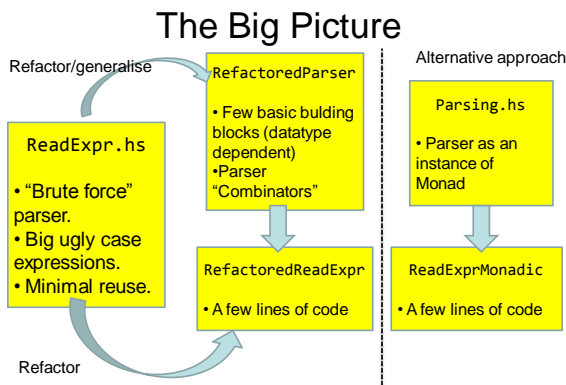 The Big Picture
Refactor/generalise
ReadExpr.hs
• “Brute force”
parser.
• Big ugly case
expressions.
• Minimal reuse.
Refactor
RefactoredParser
• Few basic bulding
blocks (datatype
dependent)
•Parser
“Combinators”
RefactoredReadExpr
• A few lines of code
Alternative approach
Parsing.hs
• Parser as an
instance of
Monad
ReadExprMonadic
• A few lines of code